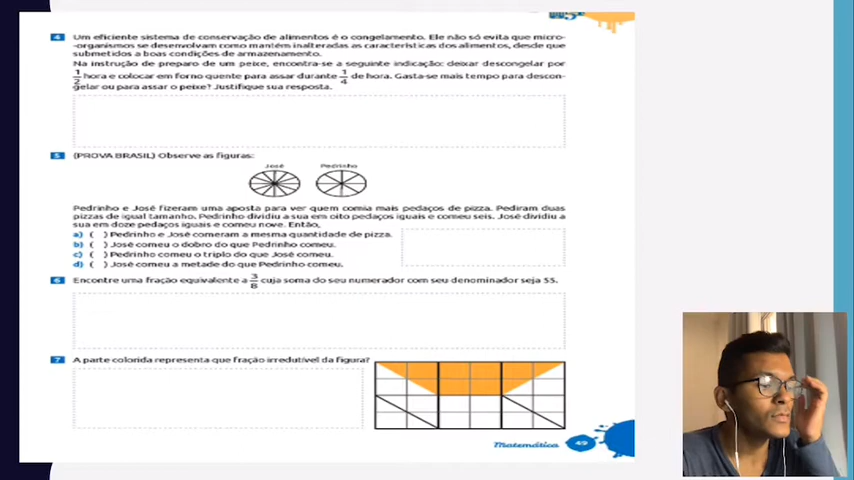 4 Um eficiente sistema de conservação de alimentos é o congelamento. Ele não só evita que micro-
-organismos se desenvolvam como mantém inalteradas as características dos alimentos, desde que
submetidos a boas condições de armazenamento.
Na instrução de preparo de um peixe, encontra-se a seguinte indicação: deixar descongelar por
1/2 hora e colocar em forno quente para assar durante 1/4 de hora. Gasta-se mais tempo para descon-
gelar ou para assar o peixe? Justifique sua resposta.
5 (PROVA BRASIL) Observe as figuras:
José Pedrinho
Pedrinho e José fizeram uma aposta para ver quem comia mais pedaços de pizza. Pediram duas
pizzas de igual tamanho. Pedrinho dividiu a sua em oito pedaços iguais e comeu seis. José dividiu a
sua em doze pedaços iguais e comeu nove. Então,
a) ( ) Pedrinho e José comeram a mesma quantidade de pizza.
b) ( ) José comeu o dobro do que Pedrinho comeu.
c) ( ) Pedrinho comeu o triplo do que José comeu.
d) ( ) José comeu a metade do que Pedrinho comeu.
6 Encontre uma fração equivalente a 3/8 cuja soma do seu numerador com seu denominador seja 55.
7 A parte colorida representa que fração irredutível da figura?
Matemática 49